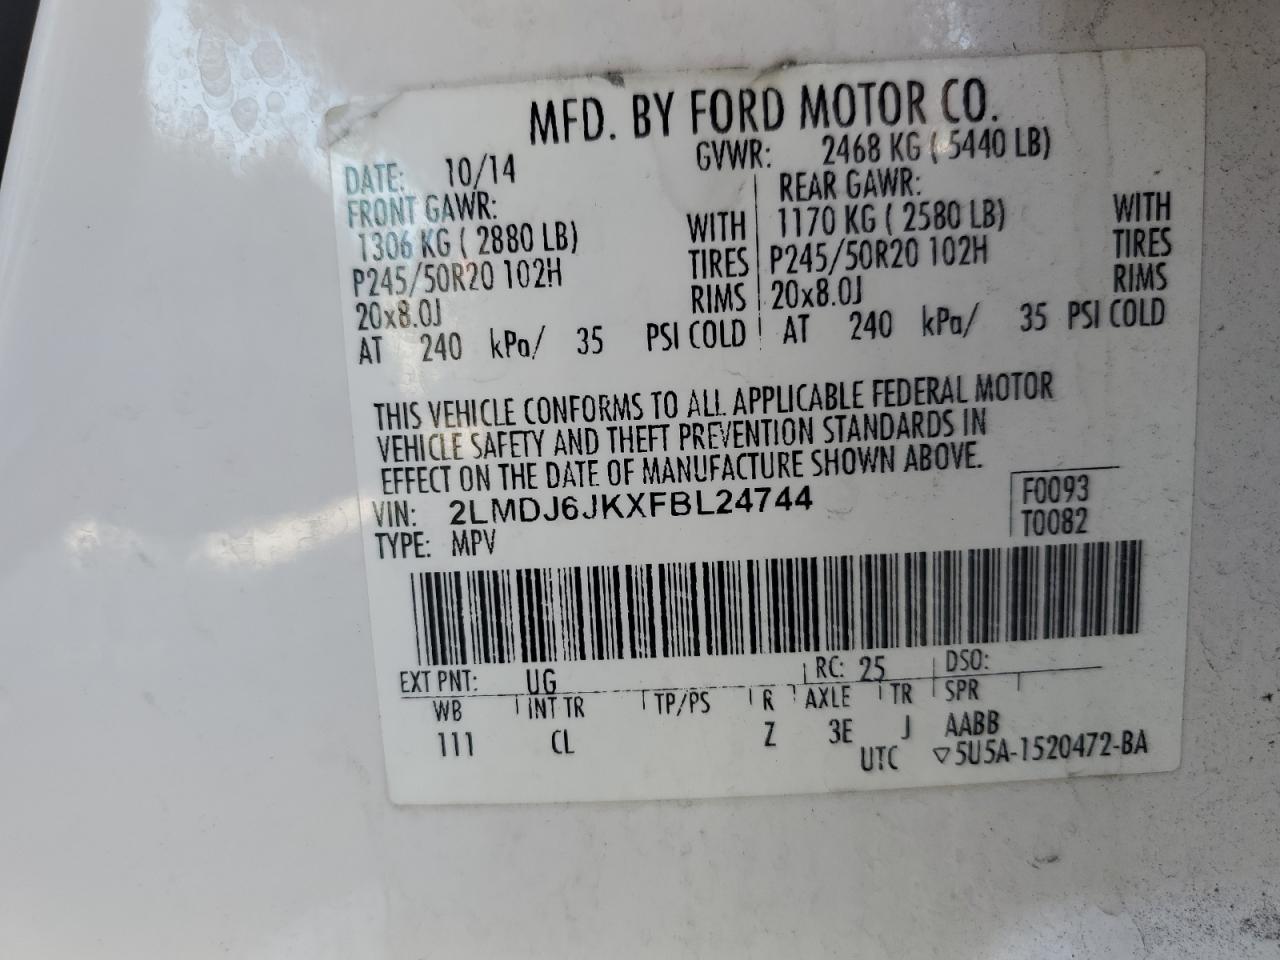 MFD. BY FORD MOTOR CO.
DATE: 10/14 GVWR: 2468 KG ( 5440 LB)
FRONT GAWR: REAR GAWR:
1306 KG ( 2880 LB) WITH 1170 KG ( 2580 LB) WITH
P245/50R20 102H TIRES P245/50R20 102H TIRES
20x8.0J RIMS 20x8.0J RIMS
AT 240 kPa/ 35 PSI COLD AT 240 kPa/ 35 PSI COLD
THIS VEHICLE CONFORMS TO ALL APPLICABLE FEDERAL MOTOR
VEHICLE SAFETY AND THEFT PREVENTION STANDARDS IN
EFFECT ON THE DATE OF MANUFACTURE SHOWN ABOVE.
VIN: 2LMDJ6JKXFBL24744 F0093
TYPE: MPV T0082
EXT PNT: UG RC: 25 DSO:
WB INT TR TP/PS R AXLE TR SPR
111 CL Z 3E J AABB
UTC ▽5U5A-1520472-BA